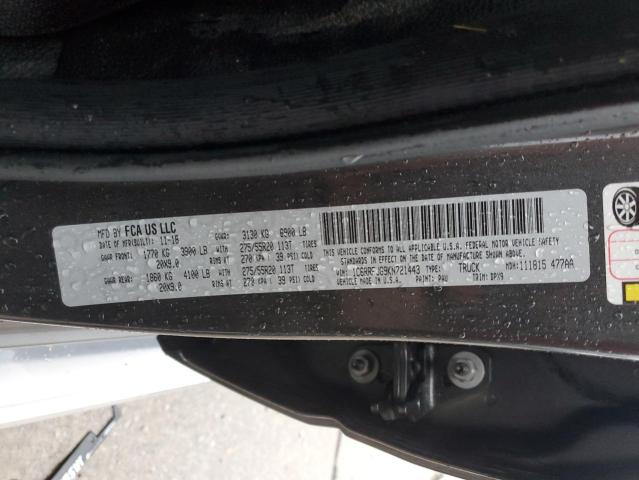 MFD BY FCA US LLC
DATE OF MFR(BUILT): 11-18
GVWR: 3130 KG 6900 LB
GAWR FRONT: 1770 KG 3900 LB WITH 275/55R20 113T TIRES
20X9.0 RIMS AT 270 KPA( 39 PSI) COLD
GAWR REAR: 1860 KG 4100 LB WITH 275/55R20 113T TIRES
20X9.0 RIMS AT 270 KPA( 39 PSI) COLD
THIS VEHICLE CONFORMS TO ALL APPLICABLE U.S.A. FEDERAL MOTOR VEHICLE SAFETY
STANDARDS IN EFFECT ON THE DATE OF MANUFACTURE SHOWN ABOVE.
VIN: 1C6RRFJG9KN721443 TYPE: TRUCK MDH: 111815 477AA
VEHICLE MADE IN U.S.A. PAINT: PAU TRIM: DPX9